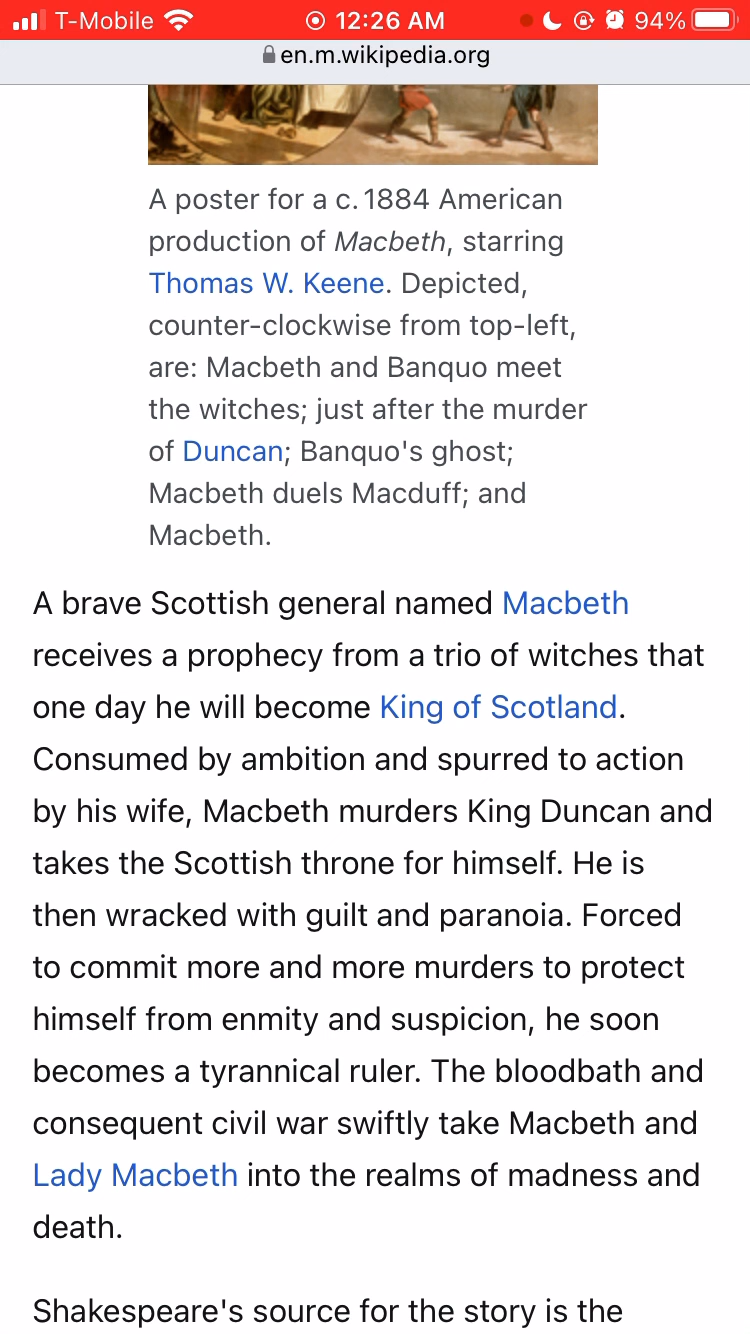 T-Mobile 12:26 AM 94%
en.m.wikipedia.org
A poster for a c. 1884 American
production of Macbeth, starring
Thomas W. Keene. Depicted,
counter-clockwise from top-left,
are: Macbeth and Banquo meet
the witches; just after the murder
of Duncan; Banquo's ghost;
Macbeth duels Macduff; and
Macbeth.
A brave Scottish general named Macbeth
receives a prophecy from a trio of witches that
one day he will become King of Scotland.
Consumed by ambition and spurred to action
by his wife, Macbeth murders King Duncan and
takes the Scottish throne for himself. He is
then wracked with guilt and paranoia. Forced
to commit more and more murders to protect
himself from enmity and suspicion, he soon
becomes a tyrannical ruler. The bloodbath and
consequent civil war swiftly take Macbeth and
Lady Macbeth into the realms of madness and
death.
Shakespeare's source for the story is the